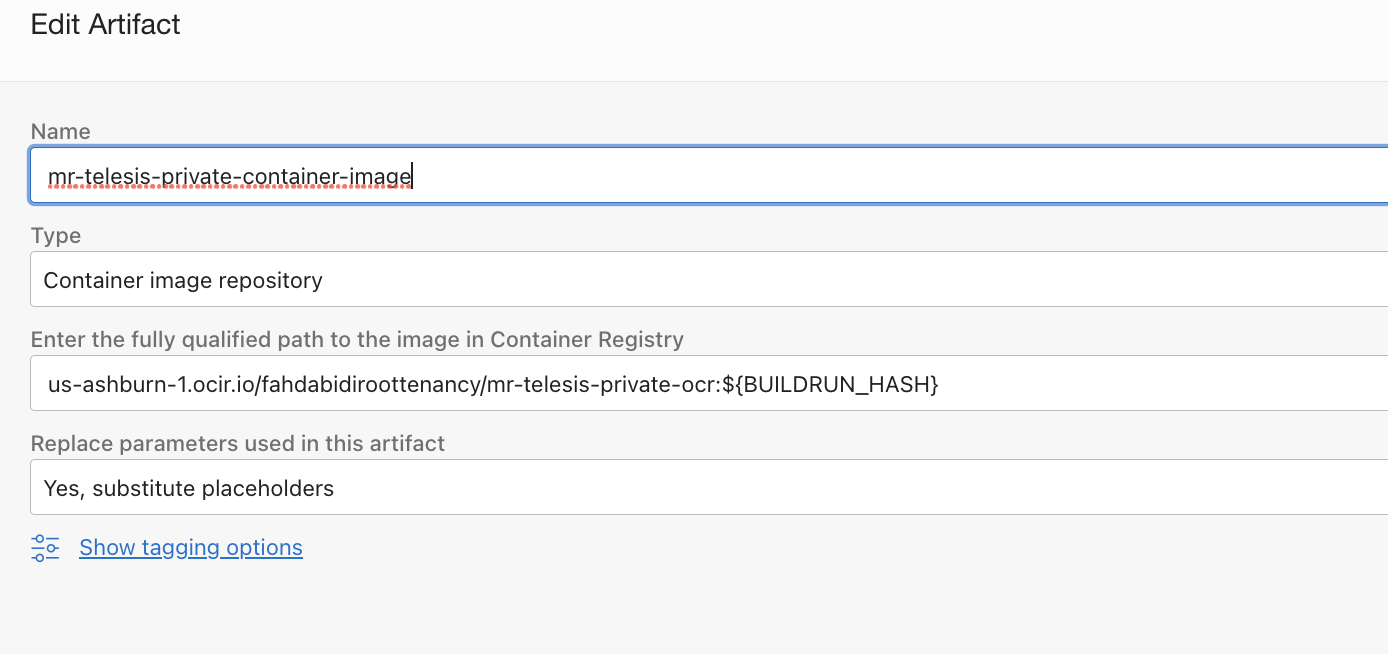 Edit Artifact
Name
mr-telesis-private-container-image
Type
Container image repository
Enter the fully qualified path to the image in Container Registry
us-ashburn-1.ocir.io/fahdabidiroottenancy/mr-telesis-private-ocr:${BUILDRUN_HASH}
Replace parameters used in this artifact
Yes, substitute placeholders
Show tagging options